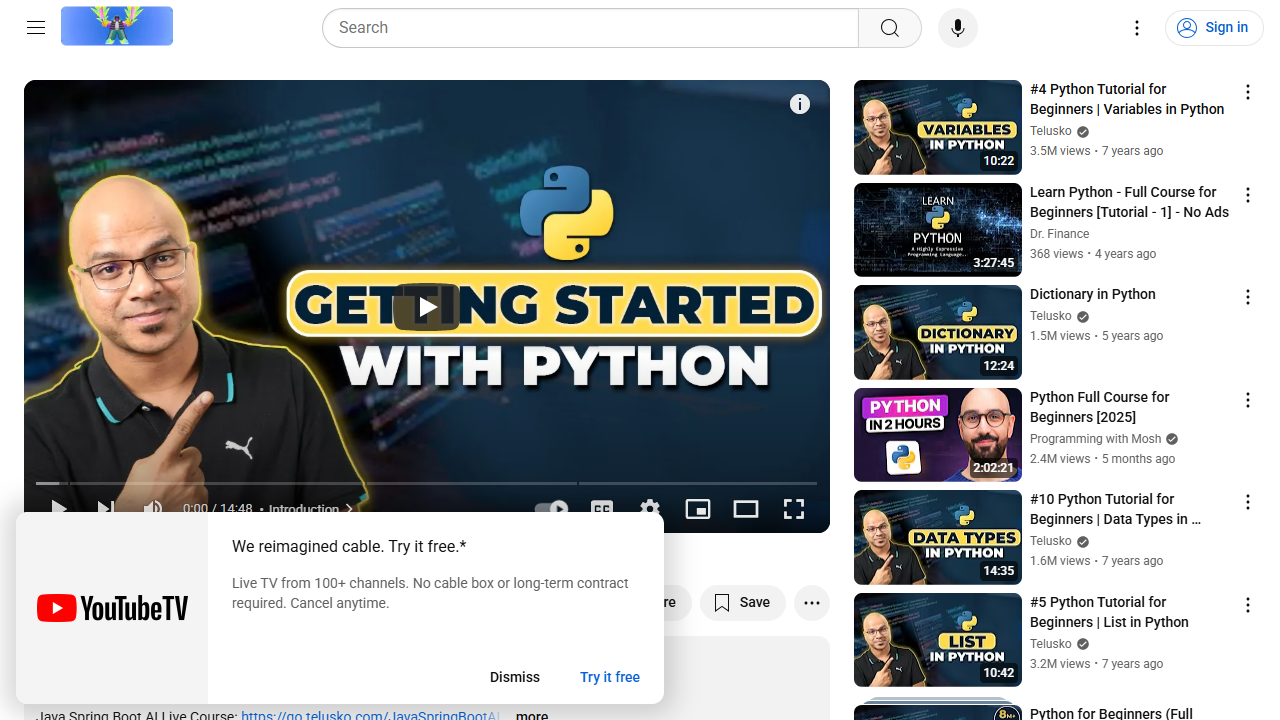 Search
Sign in
GETTING STARTED
WITH PYTHON
0:00 / 14:48 • Introduction
We reimagined cable. Try it free.*
Live TV from 100+ channels. No cable box or long-term contract
required. Cancel anytime.
YouTubeTV
Dismiss
Try it free
re
Save
Java Spring Boot AI Live Course: https://go.telusko.com/JavaSpringBootAI
...more
VARIABLES
IN PYTHON
10:22
#4 Python Tutorial for
Beginners | Variables in Python
Telusko
3.5M views • 7 years ago
LEARN
PYTHON
A Highly Expressive
Programming Language..
3:27:45
Learn Python - Full Course for
Beginners [Tutorial - 1] - No Ads
Dr. Finance
368 views • 4 years ago
DICTIONARY
IN PYTHON
12:24
Dictionary in Python
Telusko
1.5M views • 5 years ago
PYTHON
IN 2 HOURS
2:02:21
Python Full Course for
Beginners [2025]
Programming with Mosh
2.4M views • 5 months ago
DATA TYPES
IN PYTHON
14:35
#10 Python Tutorial for
Beginners | Data Types in ...
Telusko
1.6M views • 7 years ago
LIST
IN PYTHON
10:42
#5 Python Tutorial for
Beginners | List in Python
Telusko
3.2M views • 7 years ago
8M+
Python for Beginners (Full